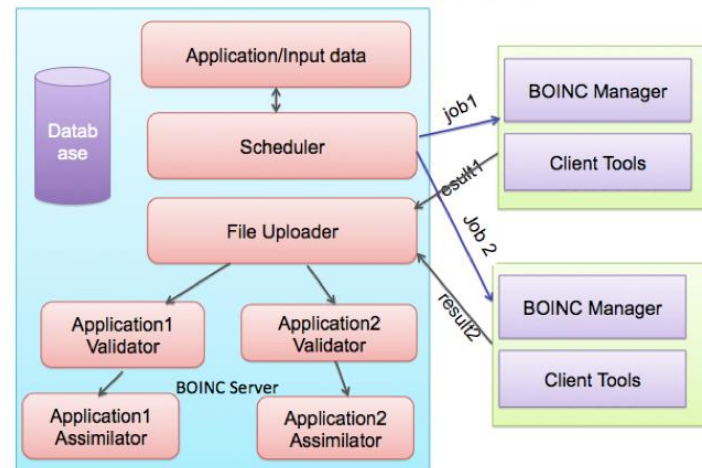 Application/Input data
Datab
ase
Scheduler
File Uploader
Application1
Validator
Application2
Validator
BOINC Server
Application1
Assimilator
Application2
Assimilator
job1
esult1
Job 2
result2
BOINC Manager
Client Tools
BOINC Manager
Client Tools